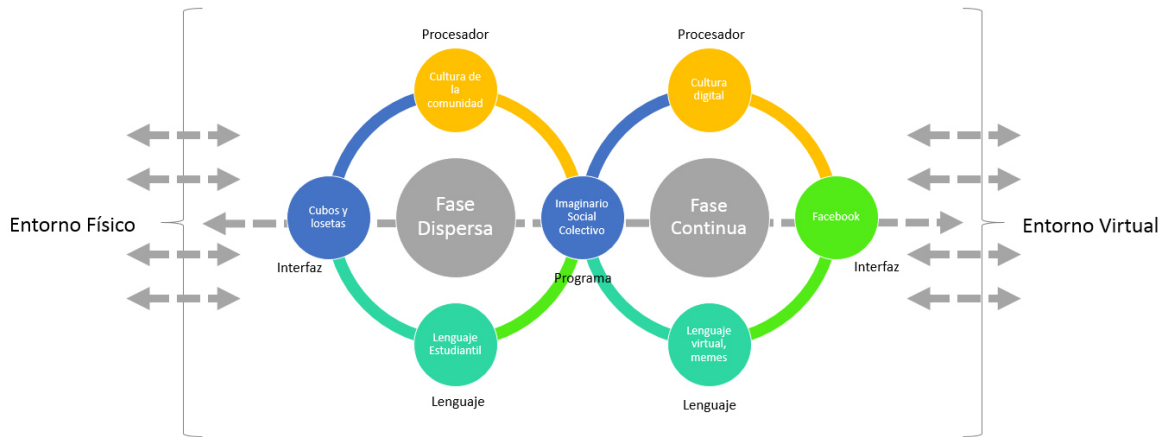 Procesador
Procesador
Cultura de
la
comunidad
Cultura
digital
Entorno Físico
Cubos y
losetas
Fase
Dispersa
Imaginario
Social
Colectivo
Fase
Continua
Facebook
Entorno Virtual
Interfaz
Programa
Interfaz
Lenguaje
Estudiantil
Lenguaje
virtual,
memes
Lenguaje
Lenguaje